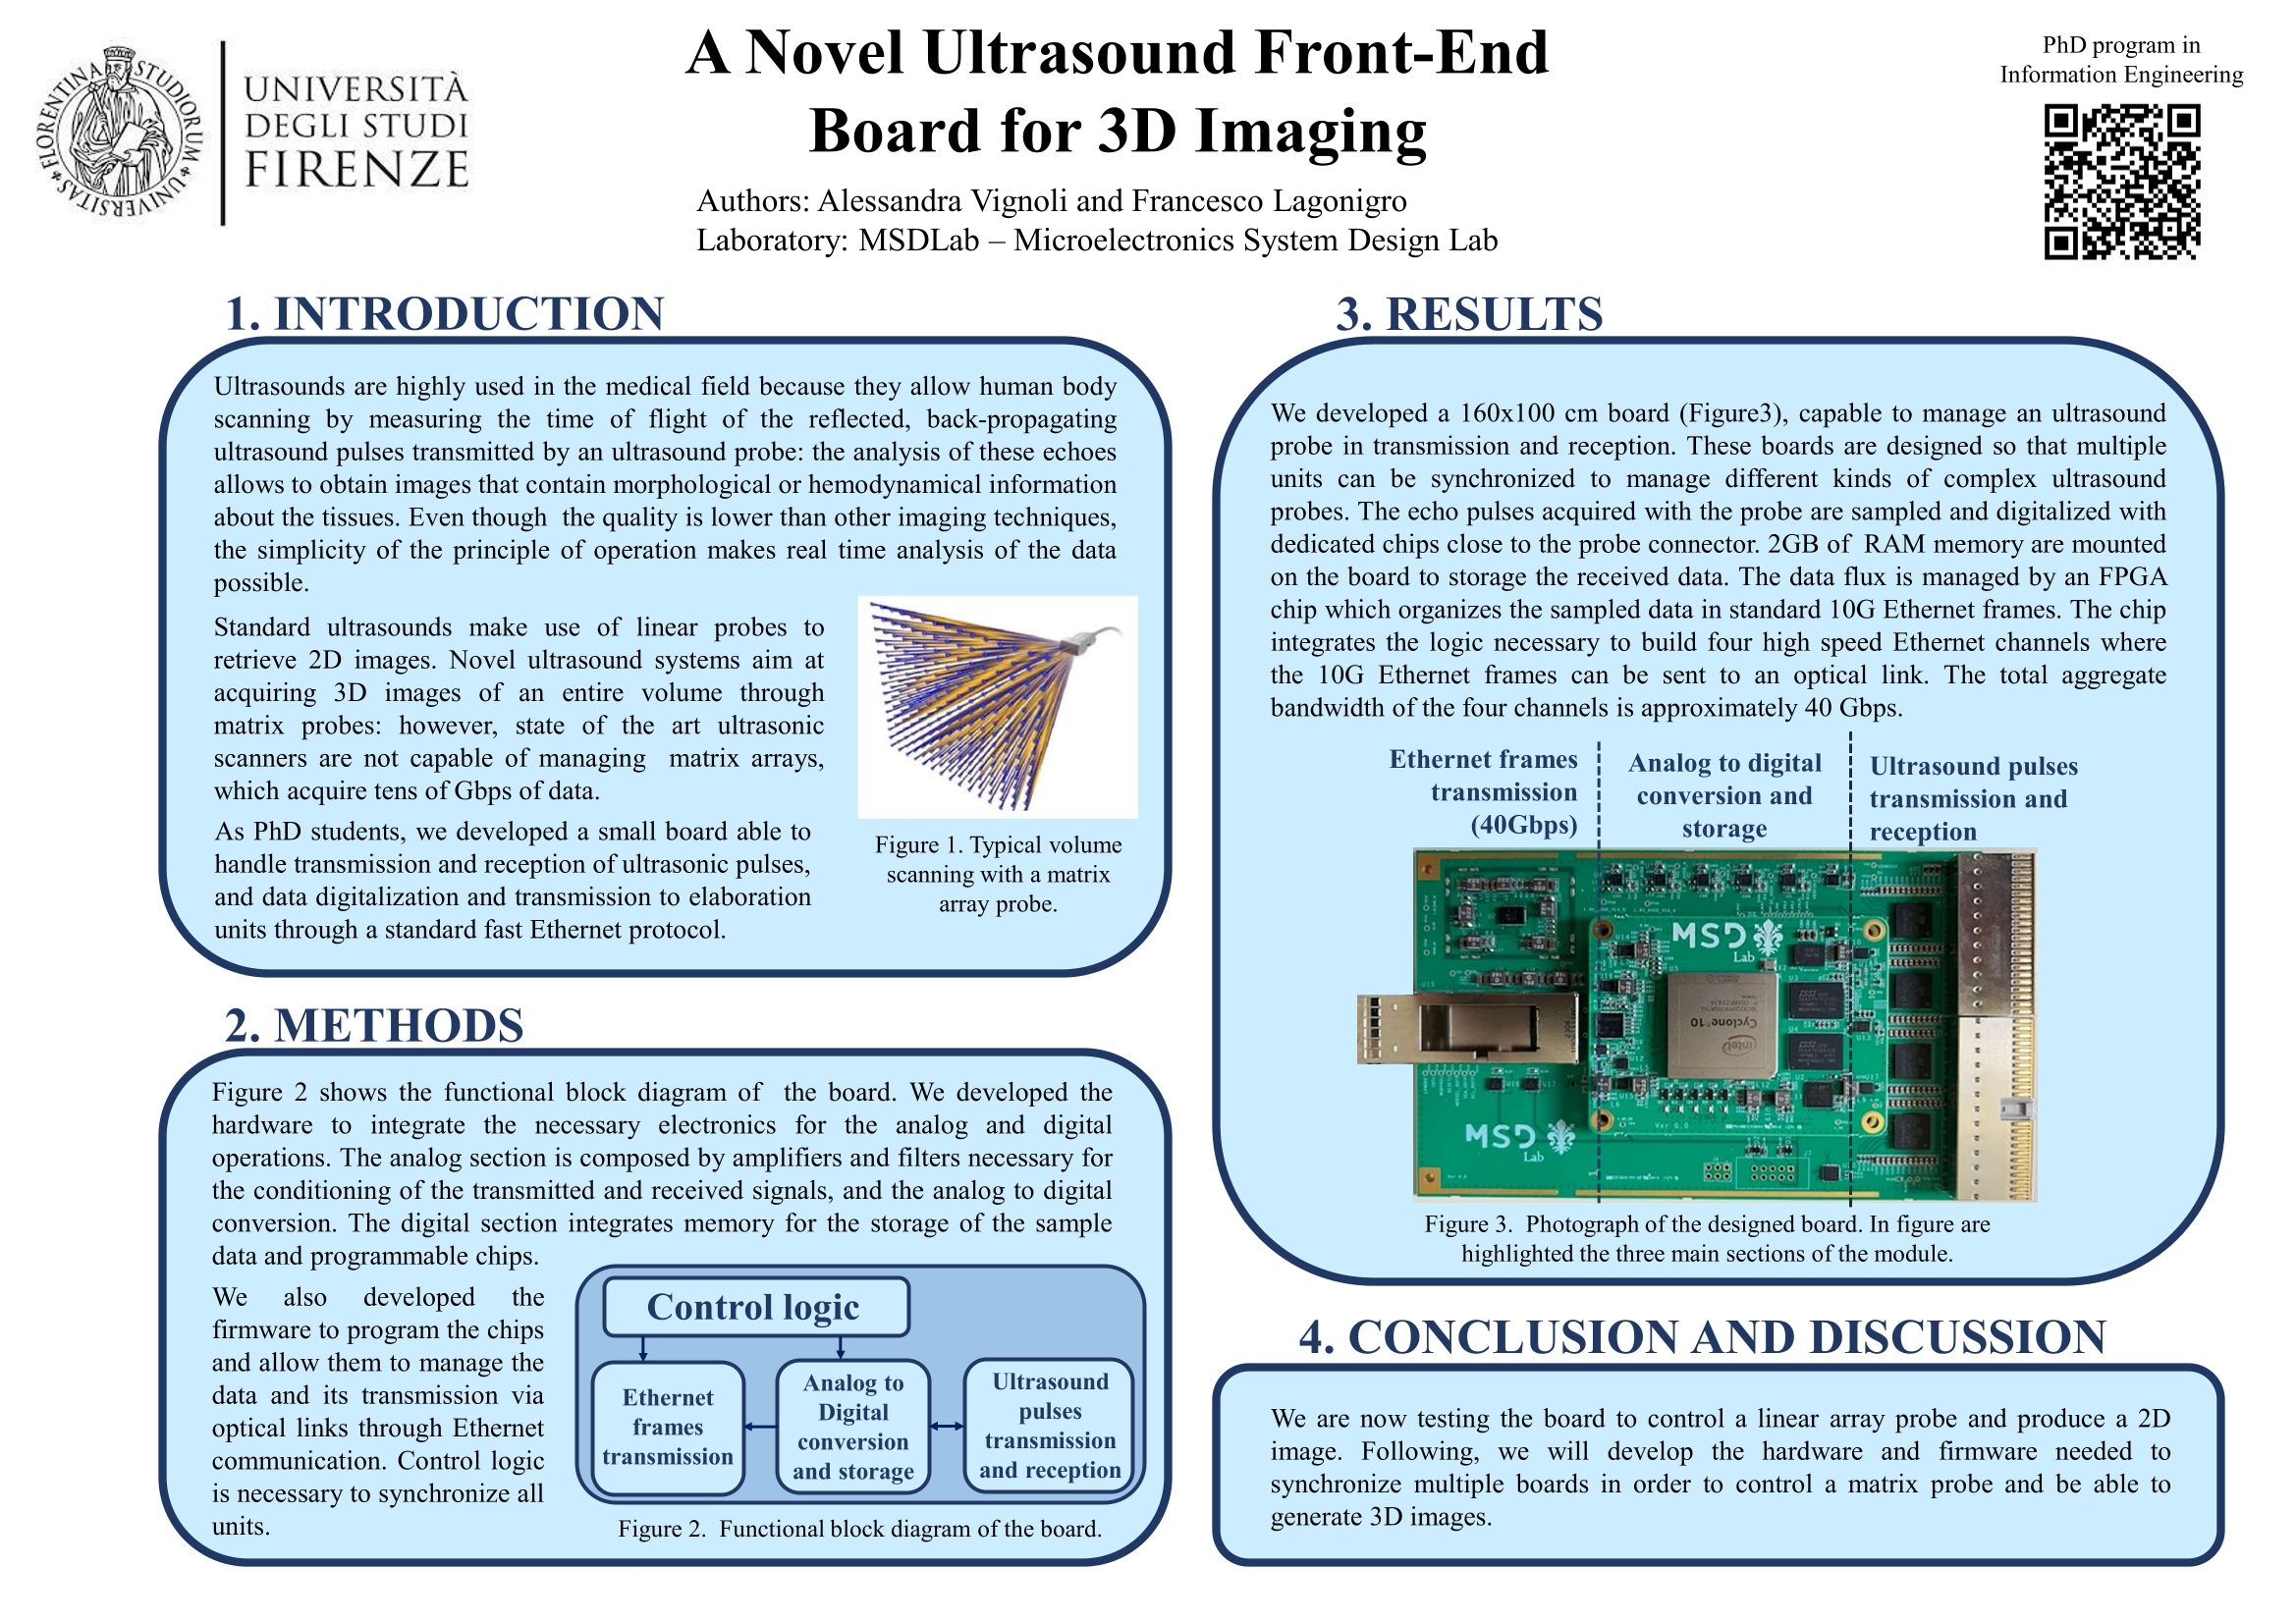 FLORENTINA STUDIORUM UNIVERSITAS
UNIVERSITÀ
DEGLI STUDI
FIRENZE
A Novel Ultrasound Front-End
Board for 3D Imaging
Authors: Alessandra Vignoli and Francesco Lagonigro
Laboratory: MSDLab – Microelectronics System Design Lab
PhD program in
Information Engineering
1. INTRODUCTION
Ultrasounds are highly used in the medical field because they allow human body
scanning by measuring the time of flight of the reflected, back-propagating
ultrasound pulses transmitted by an ultrasound probe: the analysis of these echoes
allows to obtain images that contain morphological or hemodynamical information
about the tissues. Even though the quality is lower than other imaging techniques,
the simplicity of the principle of operation makes real time analysis of the data
possible.
Standard ultrasounds make use of linear probes to
retrieve 2D images. Novel ultrasound systems aim at
acquiring 3D images of an entire volume through
matrix probes: however, state of the art ultrasonic
scanners are not capable of managing matrix arrays,
which acquire tens of Gbps of data.
As PhD students, we developed a small board able to
handle transmission and reception of ultrasonic pulses,
and data digitalization and transmission to elaboration
units through a standard fast Ethernet protocol.
Figure 1. Typical volume
scanning with a matrix
array probe.
2. METHODS
Figure 2 shows the functional block diagram of the board. We developed the
hardware to integrate the necessary electronics for the analog and digital
operations. The analog section is composed by amplifiers and filters necessary for
the conditioning of the transmitted and received signals, and the analog to digital
conversion. The digital section integrates memory for the storage of the sample
data and programmable chips.
We also developed the
firmware to program the chips
and allow them to manage the
data and its transmission via
optical links through Ethernet
communication. Control logic
is necessary to synchronize all
units.
Control logic
Ethernet
frames
transmission
Analog to
Digital
conversion
and storage
Ultrasound
pulses
transmission
and reception
Figure 2. Functional block diagram of the board.
3. RESULTS
We developed a 160x100 cm board (Figure3), capable to manage an ultrasound
probe in transmission and reception. These boards are designed so that multiple
units can be synchronized to manage different kinds of complex ultrasound
probes. The echo pulses acquired with the probe are sampled and digitalized with
dedicated chips close to the probe connector. 2GB of RAM memory are mounted
on the board to storage the received data. The data flux is managed by an FPGA
chip which organizes the sampled data in standard 10G Ethernet frames. The chip
integrates the logic necessary to build four high speed Ethernet channels where
the 10G Ethernet frames can be sent to an optical link. The total aggregate
bandwidth of the four channels is approximately 40 Gbps.
Ethernet frames
transmission
(40Gbps)
Analog to digital
conversion and
storage
Ultrasound pulses
transmission and
reception
MSD
Lab
intel
Cyclone 10
Ver 0.0
MSD
Lab
Figure 3. Photograph of the designed board. In figure are
highlighted the three main sections of the module.
4. CONCLUSION AND DISCUSSION
We are now testing the board to control a linear array probe and produce a 2D
image. Following, we will develop the hardware and firmware needed to
synchronize multiple boards in order to control a matrix probe and be able to
generate 3D images.